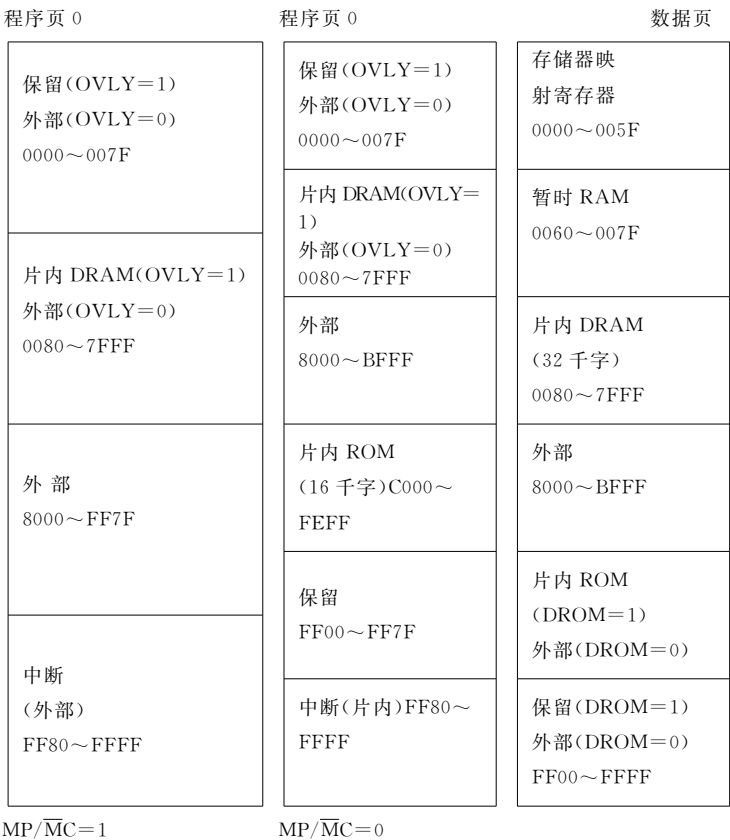 程序页 0
保留(OVLY=1)
外部(OVLY=0)
0000～007F
片内 DRAM(OVLY=1)
外部(OVLY=0)
0080～7FFF
外 部
8000～FF7F
中断
(外部)
FF80～FFFF
MP/M̅C=1
程序页 0
保留(OVLY=1)
外部(OVLY=0)
0000～007F
片内 DRAM(OVLY=
1)
外部(OVLY=0)
0080～7FFF
外部
8000～BFFF
片内 ROM
(16 千字)C000～
FEFF
保留
FF00～FF7F
中断(片内)FF80～
FFFF
MP/M̅C=0
数据页
存储器映
射寄存器
0000～005F
暂时 RAM
0060～007F
片内 DRAM
(32 千字)
0080～7FFF
外部
8000～BFFF
片内 ROM
(DROM=1)
外部(DROM=0)
保留(DROM=1)
外部(DROM=0)
FF00～FFFF